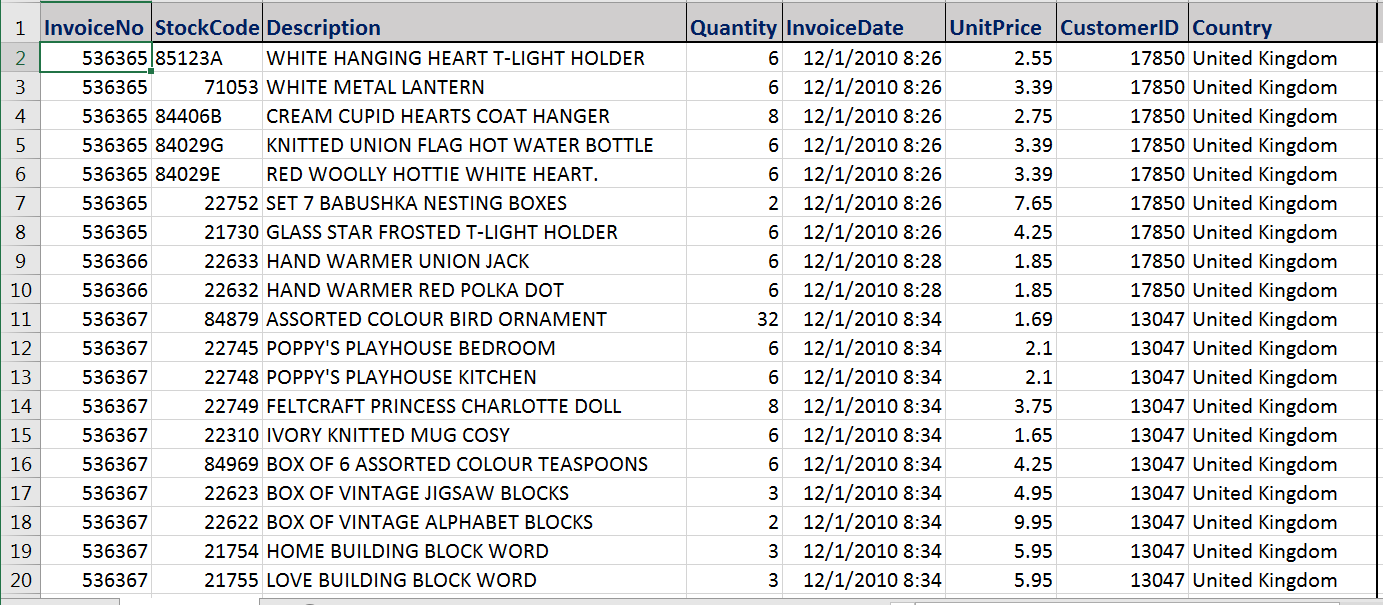 1 InvoiceNo StockCode Description Quantity InvoiceDate UnitPrice CustomerID Country
2 536365 85123A WHITE HANGING HEART T-LIGHT HOLDER 6 12/1/2010 8:26 2.55 17850 United Kingdom
3 536365 71053 WHITE METAL LANTERN 6 12/1/2010 8:26 3.39 17850 United Kingdom
4 536365 84406B CREAM CUPID HEARTS COAT HANGER 8 12/1/2010 8:26 2.75 17850 United Kingdom
5 536365 84029G KNITTED UNION FLAG HOT WATER BOTTLE 6 12/1/2010 8:26 3.39 17850 United Kingdom
6 536365 84029E RED WOOLLY HOTTIE WHITE HEART. 6 12/1/2010 8:26 3.39 17850 United Kingdom
7 536365 22752 SET 7 BABUSHKA NESTING BOXES 2 12/1/2010 8:26 7.65 17850 United Kingdom
8 536365 21730 GLASS STAR FROSTED T-LIGHT HOLDER 6 12/1/2010 8:26 4.25 17850 United Kingdom
9 536366 22633 HAND WARMER UNION JACK 6 12/1/2010 8:28 1.85 17850 United Kingdom
10 536366 22632 HAND WARMER RED POLKA DOT 6 12/1/2010 8:28 1.85 17850 United Kingdom
11 536367 84879 ASSORTED COLOUR BIRD ORNAMENT 32 12/1/2010 8:34 1.69 13047 United Kingdom
12 536367 22745 POPPY'S PLAYHOUSE BEDROOM 6 12/1/2010 8:34 2.1 13047 United Kingdom
13 536367 22748 POPPY'S PLAYHOUSE KITCHEN 6 12/1/2010 8:34 2.1 13047 United Kingdom
14 536367 22749 FELTCRAFT PRINCESS CHARLOTTE DOLL 8 12/1/2010 8:34 3.75 13047 United Kingdom
15 536367 22310 IVORY KNITTED MUG COSY 6 12/1/2010 8:34 1.65 13047 United Kingdom
16 536367 84969 BOX OF 6 ASSORTED COLOUR TEASPOONS 6 12/1/2010 8:34 4.25 13047 United Kingdom
17 536367 22623 BOX OF VINTAGE JIGSAW BLOCKS 3 12/1/2010 8:34 4.95 13047 United Kingdom
18 536367 22622 BOX OF VINTAGE ALPHABET BLOCKS 2 12/1/2010 8:34 9.95 13047 United Kingdom
19 536367 21754 HOME BUILDING BLOCK WORD 3 12/1/2010 8:34 5.95 13047 United Kingdom
20 536367 21755 LOVE BUILDING BLOCK WORD 3 12/1/2010 8:34 5.95 13047 United Kingdom